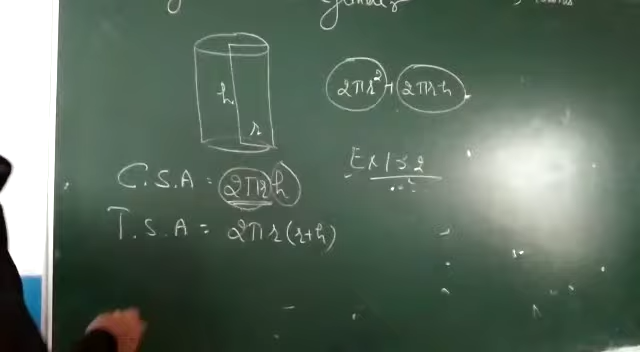 h
r
2πr² + 2πrh
Ex 13.2
C.S.A = 2πrh
T.S.A = 2πr(r+h)